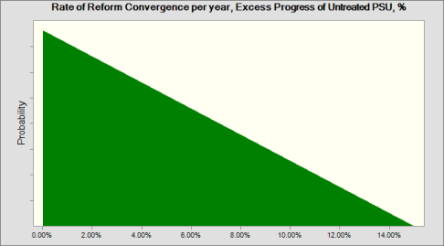 Rate of Reform Convergence per year, Excess Progress of Untreated PSU, %
Probability
0.00% 2.00% 4.00% 6.00% 8.00% 10.00% 12.00% 14.00%